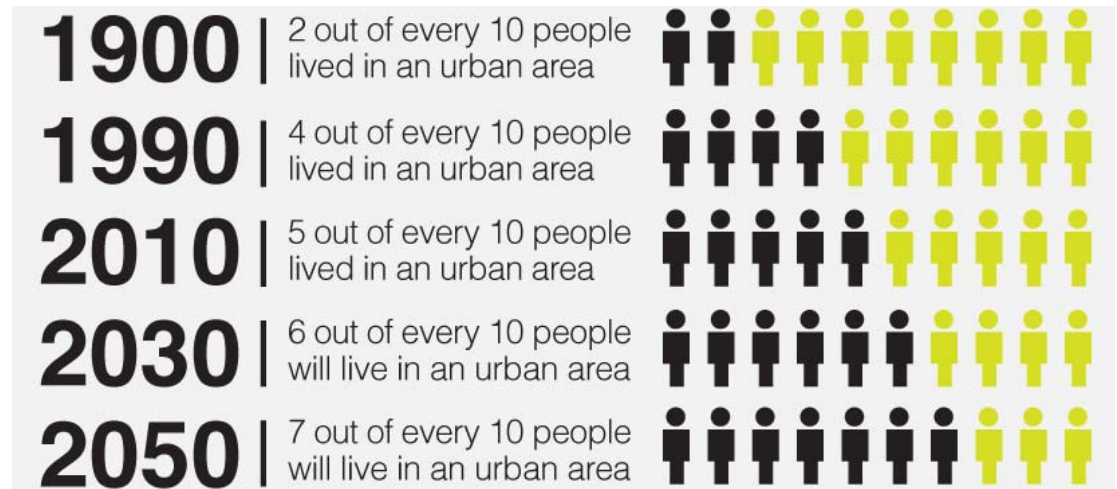 1900 | 2 out of every 10 people
lived in an urban area
1990 | 4 out of every 10 people
lived in an urban area
2010 | 5 out of every 10 people
lived in an urban area
2030 | 6 out of every 10 people
will live in an urban area
2050 | 7 out of every 10 people
will live in an urban area